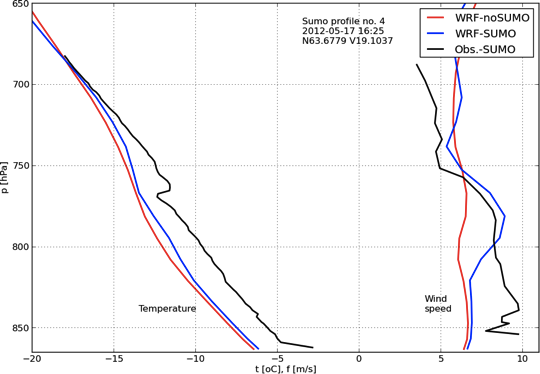 650
700
750
800
850
p [hPa]
Sumo profile no. 4
2012-05-17 16:25
N63.6779 V19.1037
WRF-noSUMO
WRF-SUMO
Obs.-SUMO
Temperature
Wind
speed
−20
−15
−10
−5
0
5
10
t [oC], f [m/s]